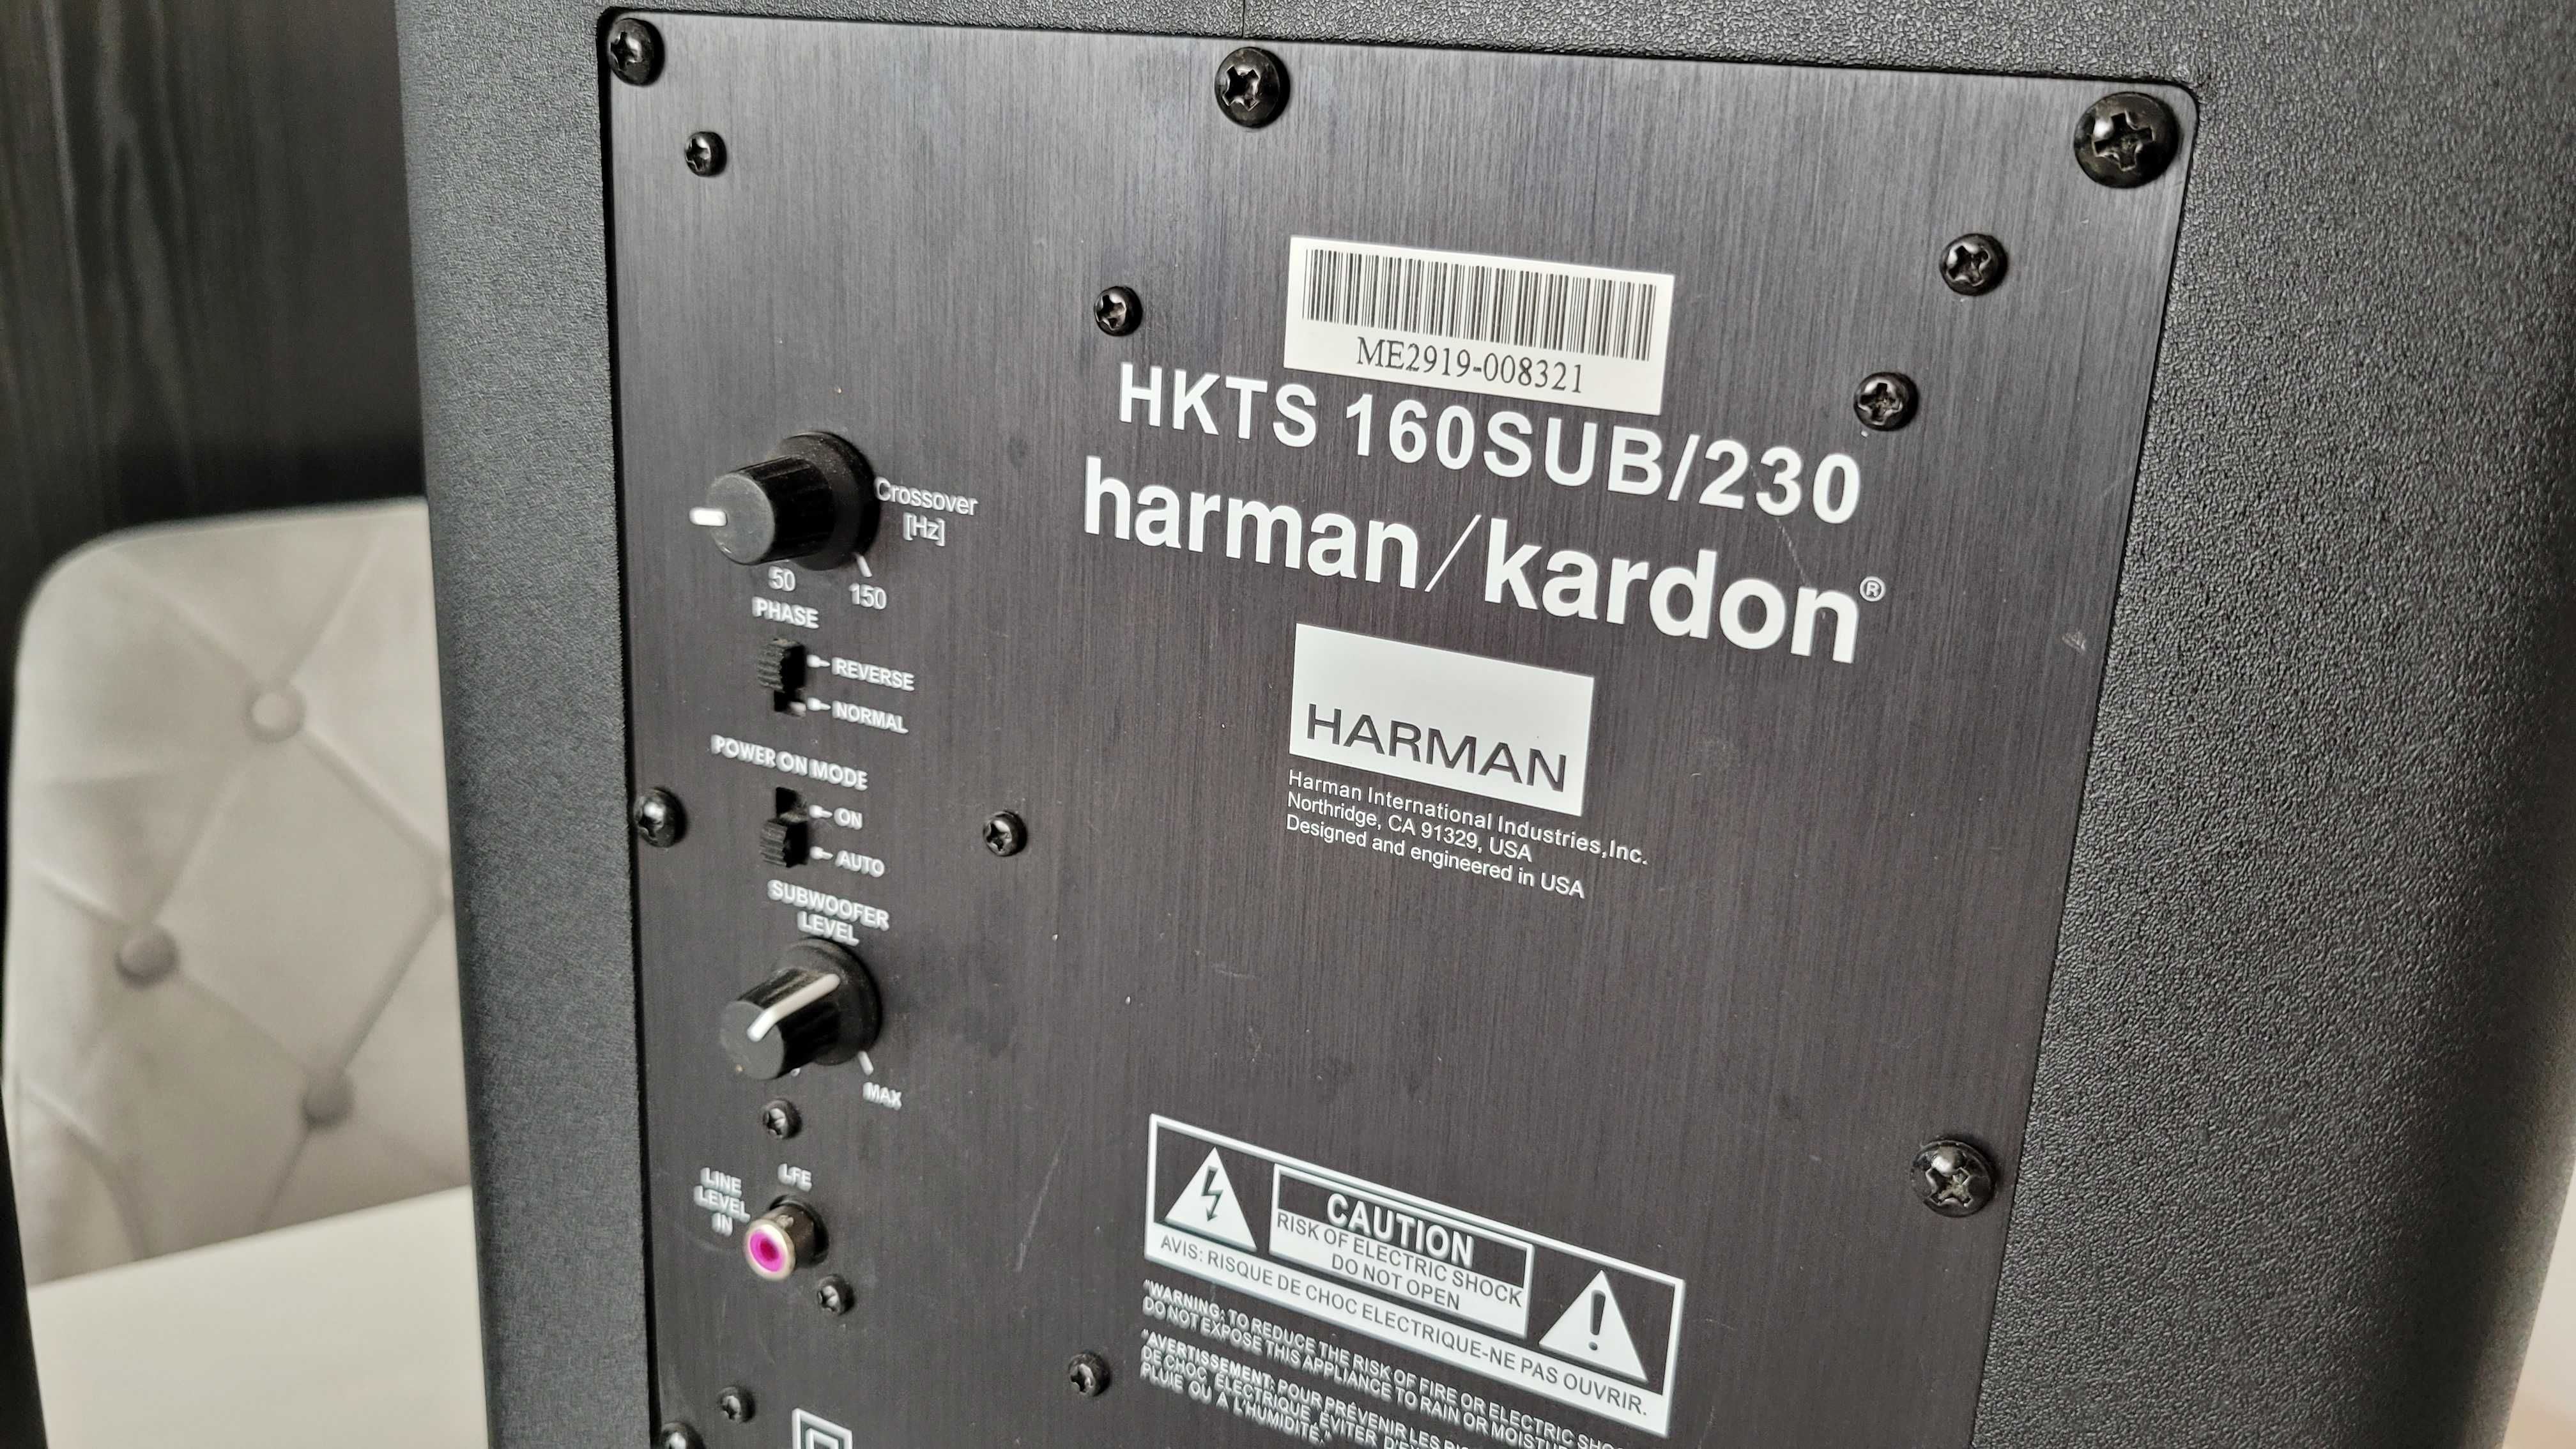 ME2919-008321
HKTS 160SUB/230
harman/kardon®
HARMAN
Harman International Industries,Inc.
Northridge, CA 91329, USA
Designed and engineered in USA
Crossover
[Hz]
50
150
PHASE
REVERSE
NORMAL
POWER ON MODE
ON
AUTO
SUBWOOFER
LEVEL
MAX
LFE
LINE
LEVEL
IN
CAUTION
RISK OF ELECTRIC SHOCK
DO NOT OPEN
AVIS: RISQUE DE CHOC ELECTRIQUE-NE PAS OUVRIR.
"WARNING: TO REDUCE THE RISK OF FIRE OR ELECTRIC
DO NOT EXPOSE THIS APPLIANCE TO RAIN OR
"AVERTISSEMENT: POUR PRÉVENIR LES
DE CHOC ÉLECTRIQUE, ÉVITER
PLUIE OU À L'HUMIDITÉ."